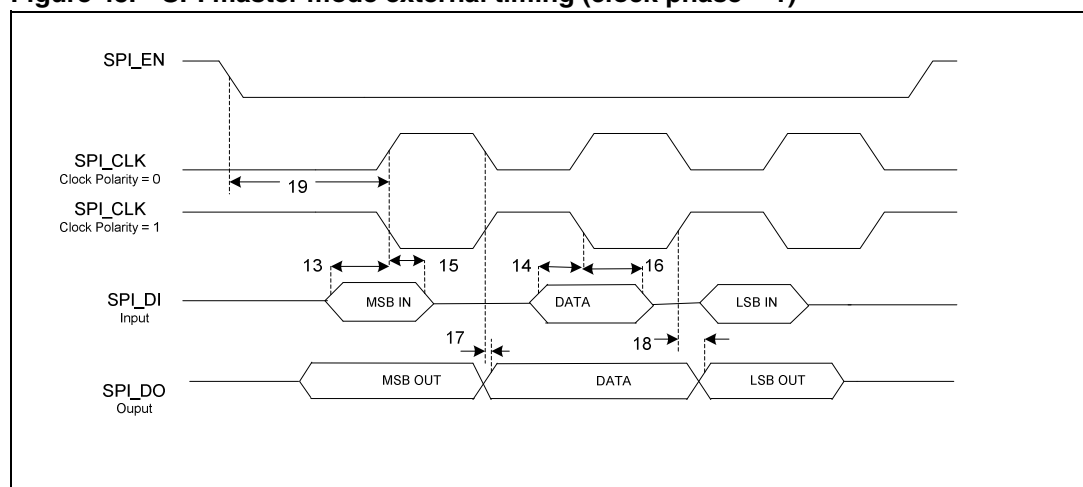 Figure SPI master mode external timing (clock phase = 1)
SPI_EN
SPI_CLK
Clock Polarity = 0
19
SPI_CLK
Clock Polarity = 1
13 15 14 16
SPI_DI
Input
MSB IN DATA LSB IN
17 18
SPI_DO
Ouput
MSB OUT DATA LSB OUT